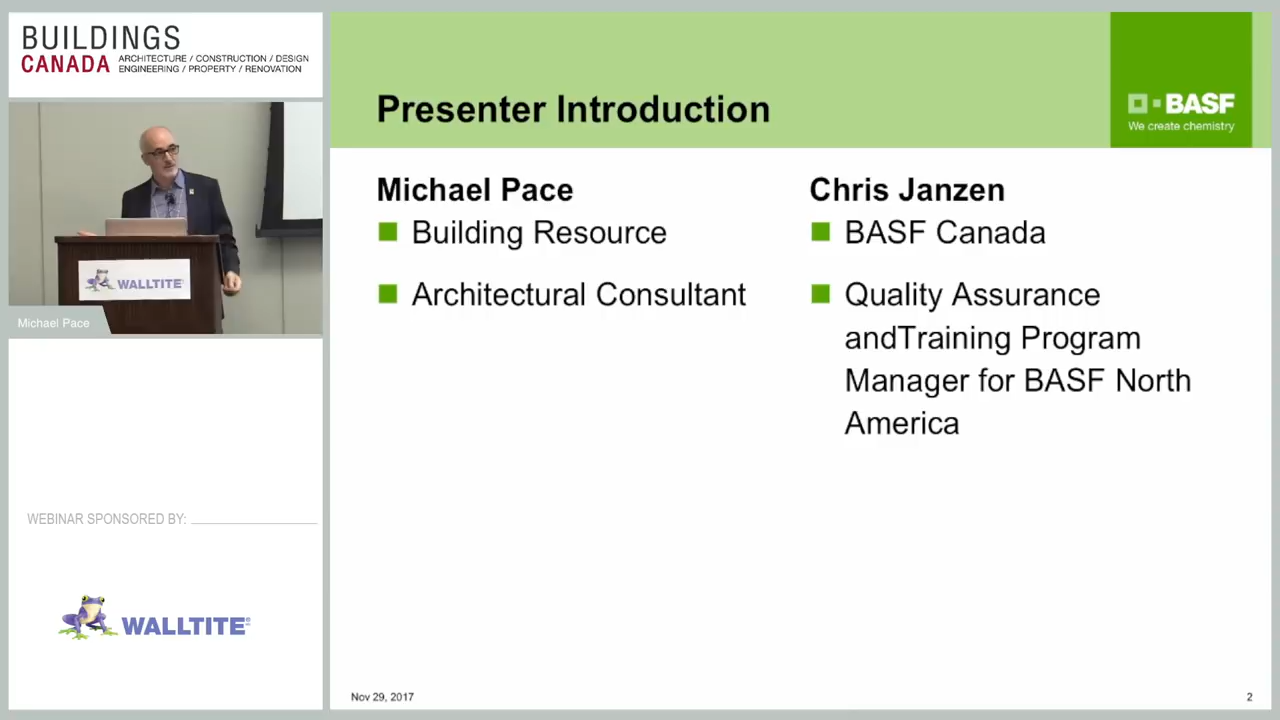 BUILDINGS
CANADA
ARCHITECTURE / CONSTRUCTION / DESIGN
ENGINEERING / PROPERTY / RENOVATION
WALLTITE
Michael Pace
WEBINAR SPONSORED BY:
WALLTITE®
Presenter Introduction
BASF
We create chemistry
Michael Pace
Building Resource
Architectural Consultant
Chris Janzen
BASF Canada
Quality Assurance
andTraining Program
Manager for BASF North
America
Nov 29, 2017
2